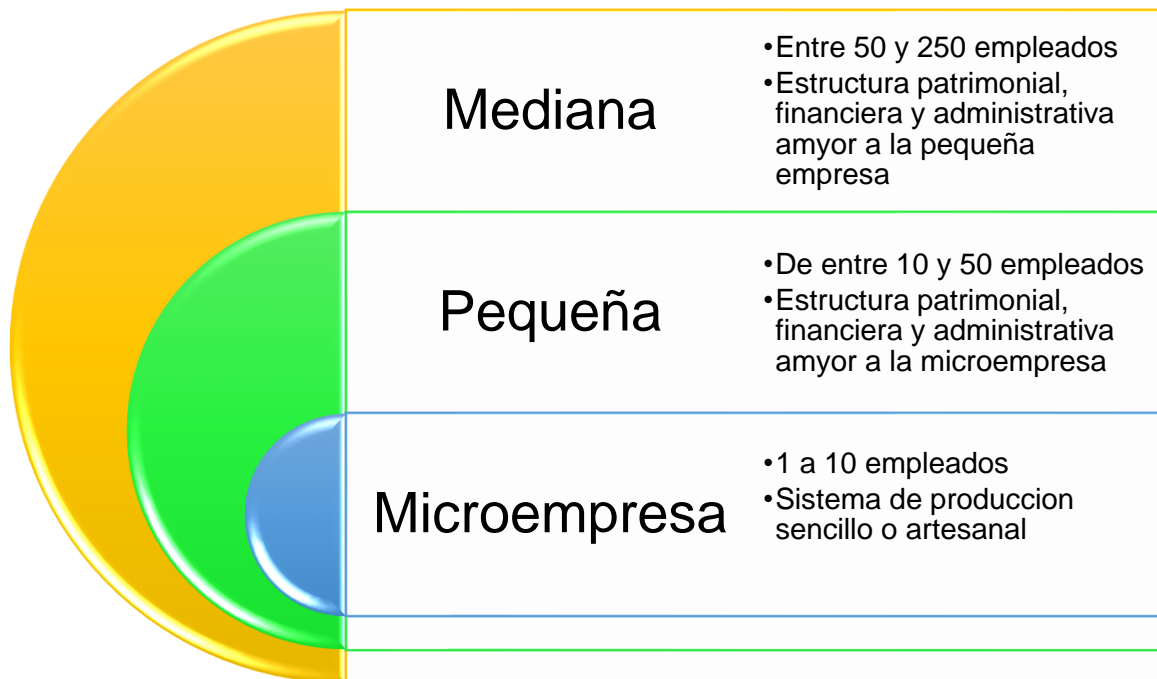 Mediana
•Entre 50 y 250 empleados
•Estructura patrimonial,
financiera y administrativa
amyor a la pequeña
empresa
Pequeña
•De entre 10 y 50 empleados
•Estructura patrimonial,
financiera y administrativa
amyor a la microempresa
Microempresa
•1 a 10 empleados
•Sistema de produccion
sencillo o artesanal